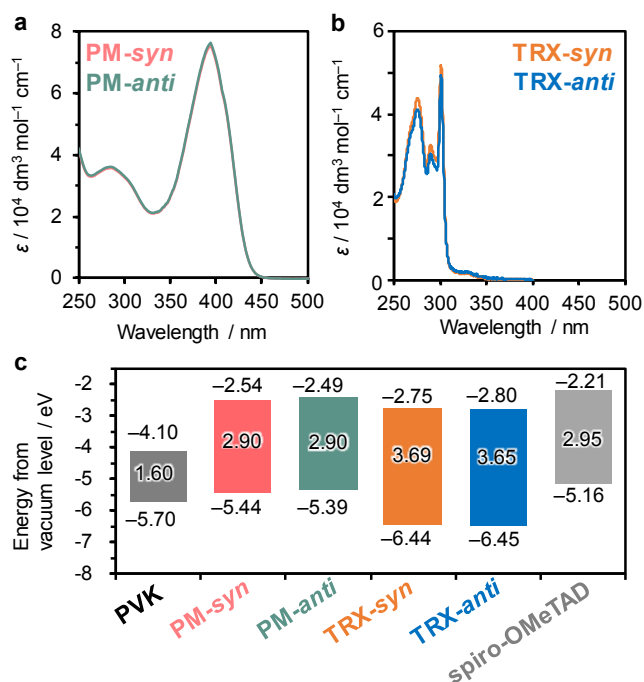 a
PM-syn
PM-anti
8
6
4
2
0
ε / 10⁴ dm³ mol⁻¹ cm⁻¹
250 300 350 400 450 500
Wavelength / nm
b
TRX-syn
TRX-anti
6
4
2
0
ε / 10⁴ dm³ mol⁻¹ cm⁻¹
250 300 350 400 450 500
Wavelength / nm
c
Energy from
vacuum level / eV
-2
-3
-4
-5
-6
-7
-8
–4.10
1.60
–5.70
–2.54
2.90
–5.44
–2.49
2.90
–5.39
–2.75
3.69
–6.44
–2.80
3.65
–6.45
–2.21
2.95
–5.16
PVK
PM-syn
PM-anti
TRX-syn
TRX-anti
spiro-OMeTAD